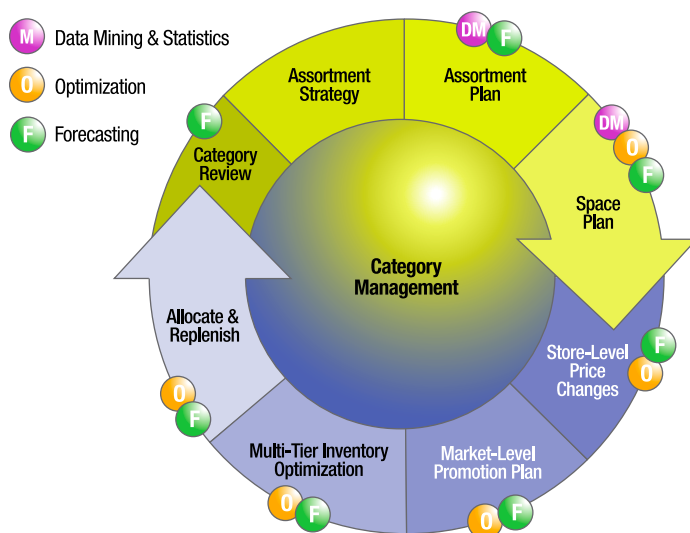 M Data Mining & Statistics
O Optimization
F Forecasting
Assortment
Strategy
DM F
Assortment
Plan
DM
O
F
Space
Plan
F
Category
Review
Category
Management
Allocate &
Replenish
O
F
Store-Level
Price
Changes
F
O
Multi-Tier Inventory
Optimization
O F
Market-Level
Promotion Plan
O F